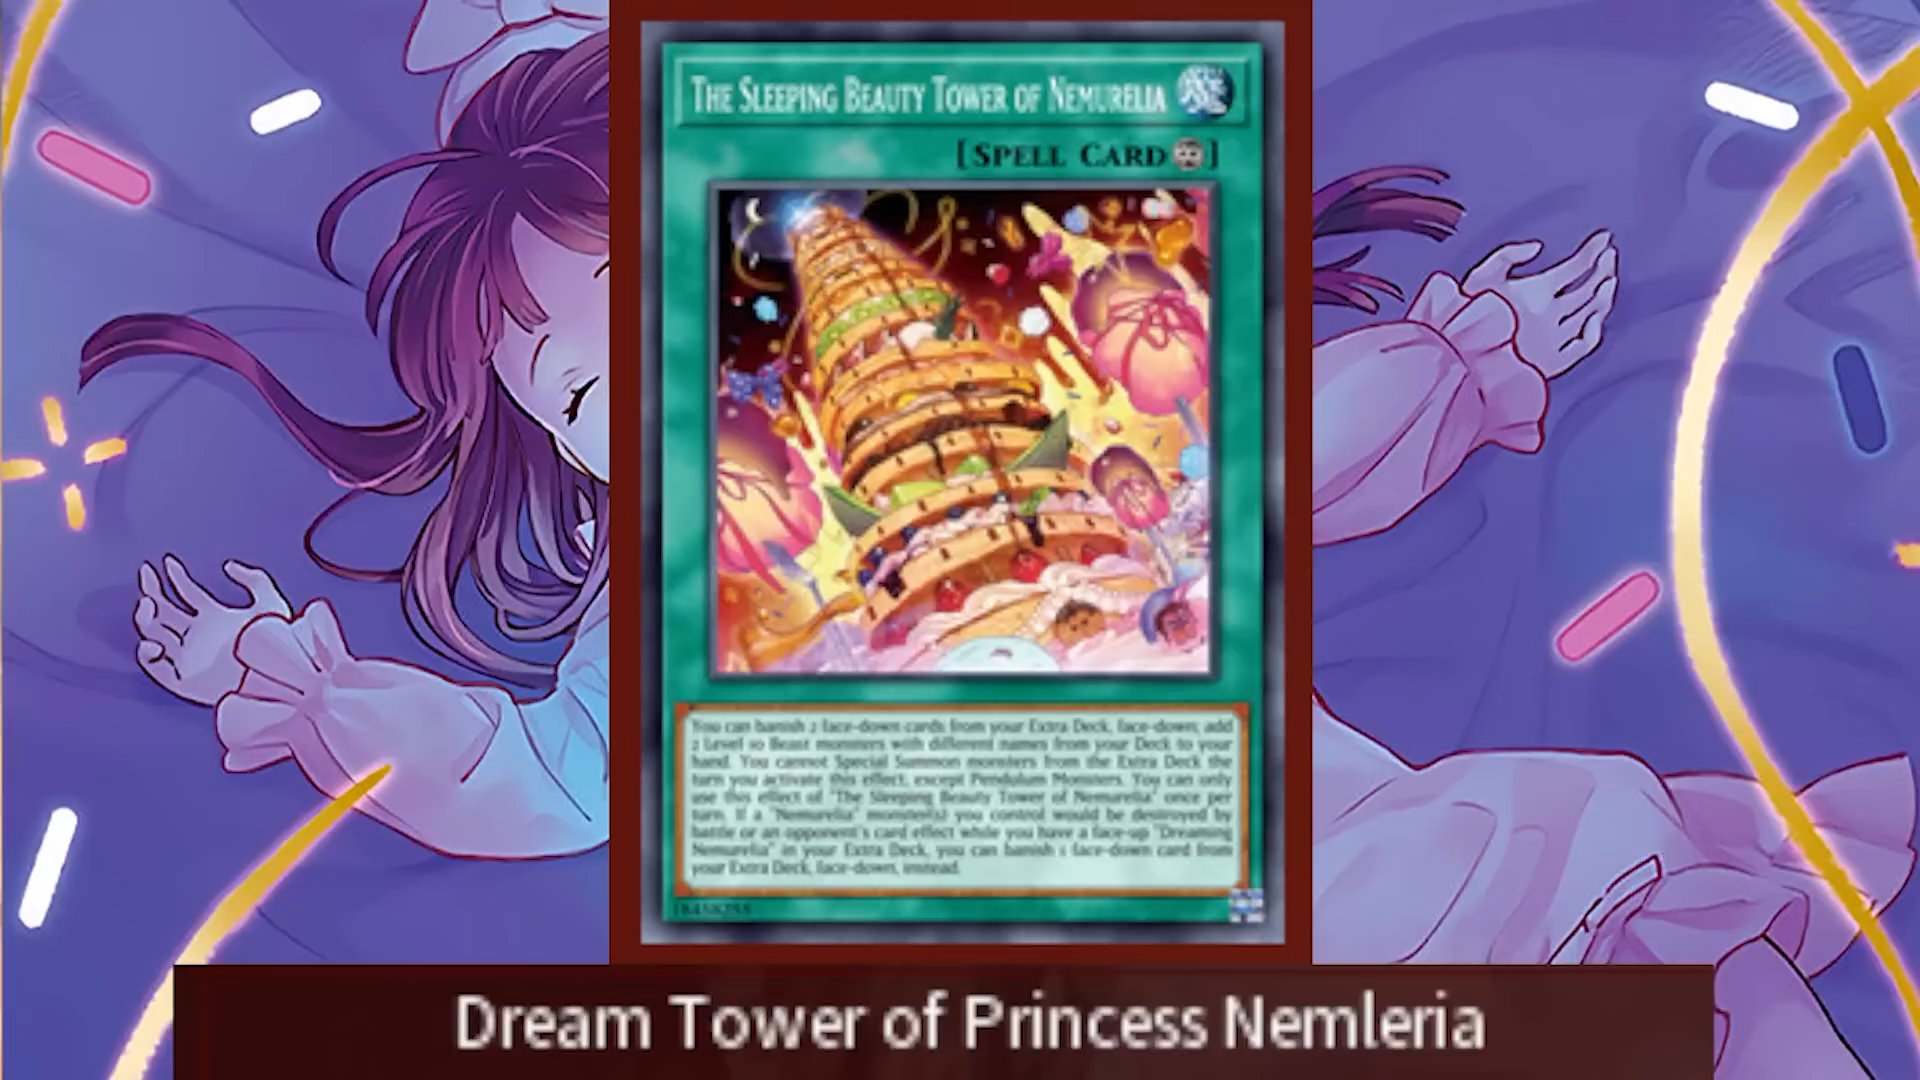 The Sleeping Beauty Tower of Nemurelia
[Spell Card]
You can banish 2 face-down cards from your Extra Deck, face-down; add
2 Level 10 Beast monsters with different names from your Deck to your
hand. You cannot Special Summon monsters from the Extra Deck the
turn you activate this effect, except Pendulum Monsters. You can only
use this effect of "The Sleeping Beauty Tower of Nemurelia" once per
turn. If a "Nemurelia" monster(s) you control would be destroyed by
battle or an opponent's card effect while you have a face-up "Dreaming
Nemurelia" in your Extra Deck, you can banish 1 face-down card from
your Extra Deck, face-down, instead.
Dream Tower of Princess Nemleria